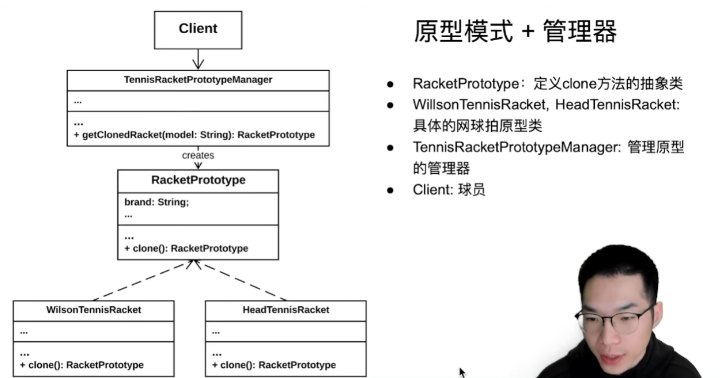 Client
TennisRacketPrototypeManager
...
...
+ getClonedRacket(model: String): RacketPrototype
creates
RacketPrototype
brand: String;
...
...
+ clone(): RacketPrototype
WilsonTennisRacket
...
...
+ clone(): RacketPrototype
HeadTennisRacket
...
...
+ clone(): RacketPrototype
原型模式 + 管理器
● RacketPrototype：定义clone方法的抽象类
● WillsonTennisRacket, HeadTennisRacket:
具体的网球拍原型类
● TennisRacketPrototypeManager: 管理原型
的管理器
● Client: 球员